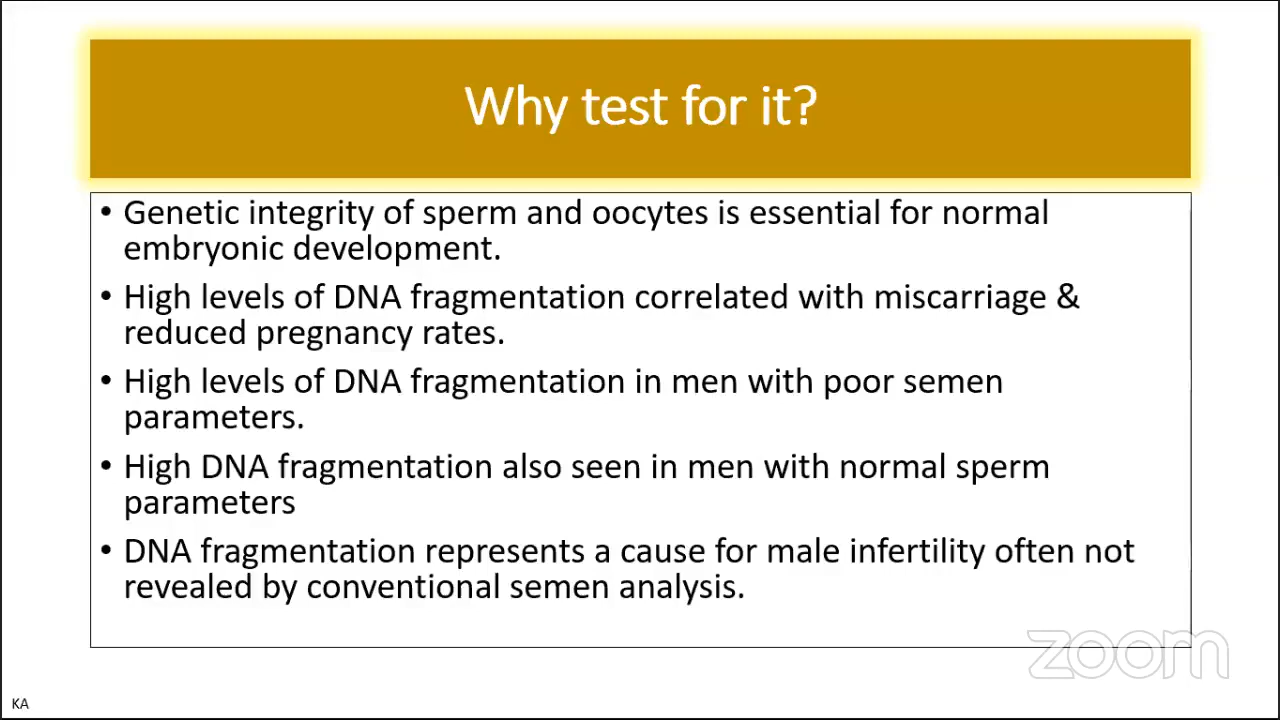 Why test for it?
• Genetic integrity of sperm and oocytes is essential for normal
embryonic development.
• High levels of DNA fragmentation correlated with miscarriage &
reduced pregnancy rates.
• High levels of DNA fragmentation in men with poor semen
parameters.
• High DNA fragmentation also seen in men with normal sperm
parameters
• DNA fragmentation represents a cause for male infertility often not
revealed by conventional semen analysis.
zoom
KA